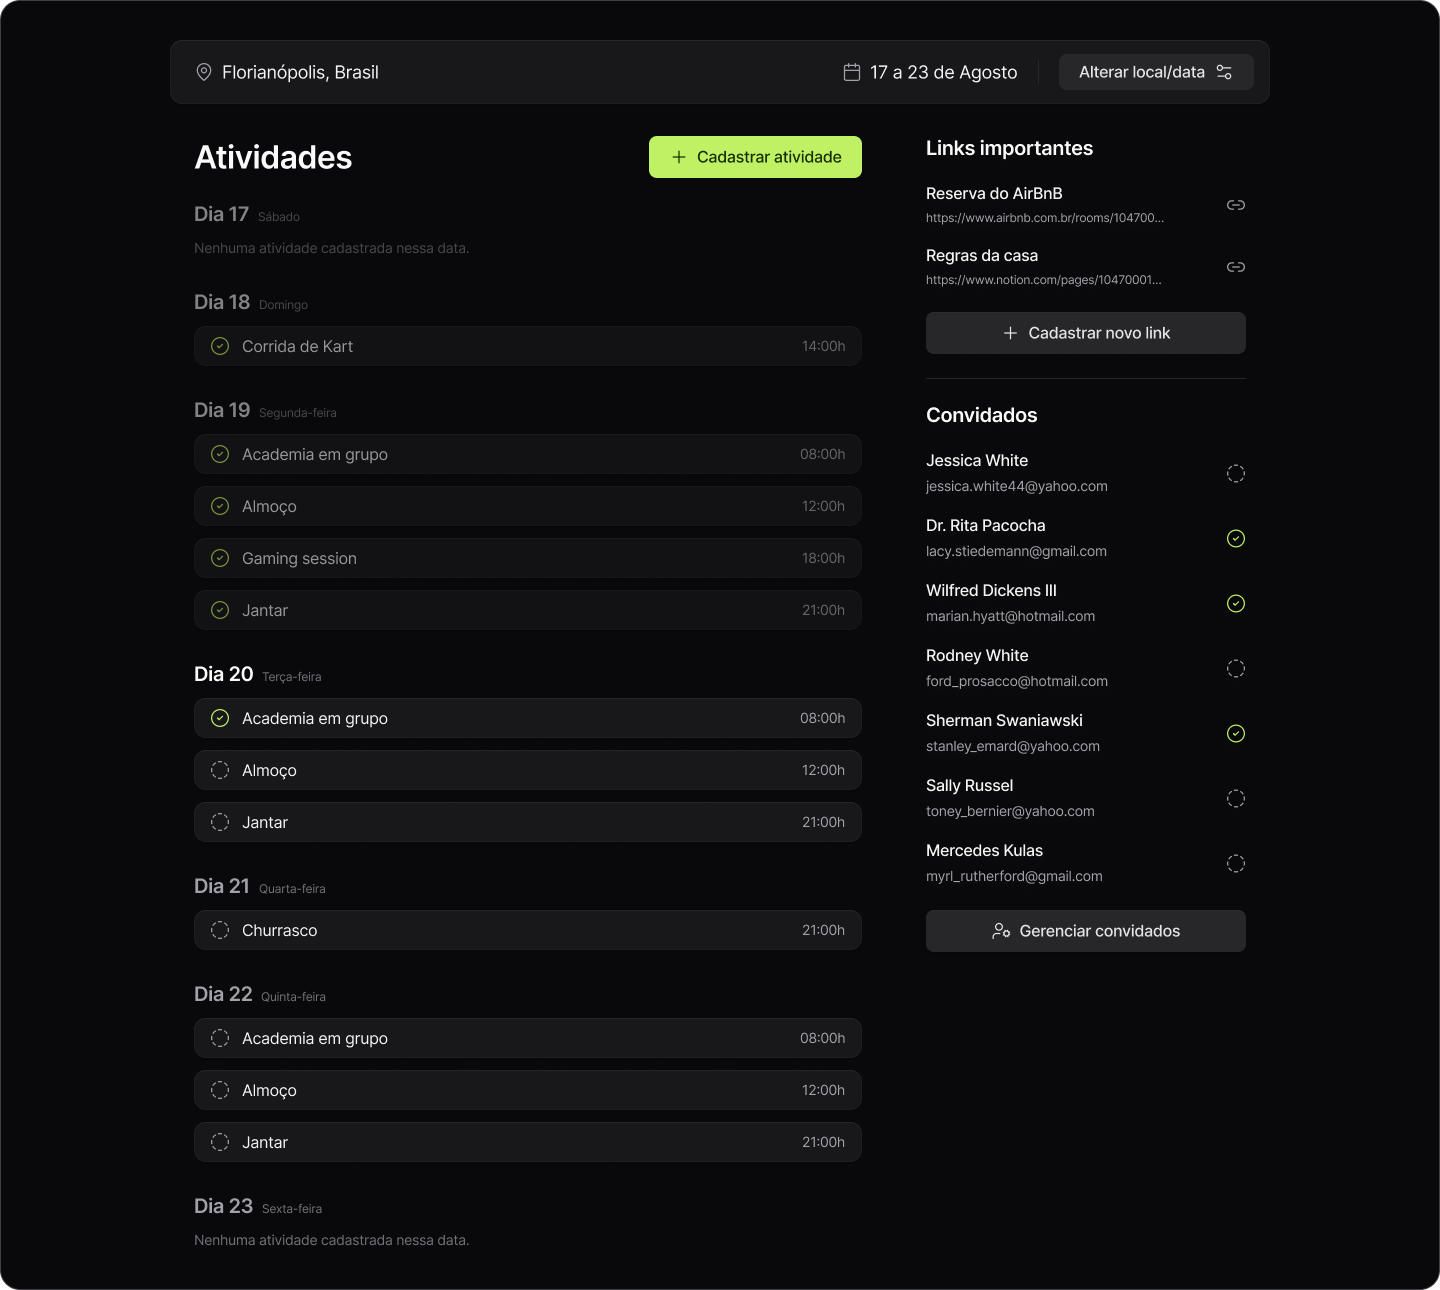 Florianópolis, Brasil
17 a 23 de Agosto
Alterar local/data
Atividades
Cadastrar atividade
Dia 17 Sábado
Nenhuma atividade cadastrada nessa data.
Dia 18 Domingo
Corrida de Kart 14:00h
Dia 19 Segunda-feira
Academia em grupo 08:00h
Almoço 12:00h
Gaming session 18:00h
Jantar 21:00h
Dia 20 Terça-feira
Academia em grupo 08:00h
Almoço 12:00h
Jantar 21:00h
Dia 21 Quarta-feira
Churrasco 21:00h
Dia 22 Quinta-feira
Academia em grupo 08:00h
Almoço 12:00h
Jantar 21:00h
Dia 23 Sexta-feira
Nenhuma atividade cadastrada nessa data.
Links importantes
Reserva do AirBnB
https://www.airbnb.com.br/rooms/104700...
Regras da casa
https://www.notion.com/pages/10470001...
Cadastrar novo link
Convidados
Jessica White
jessica.white44@yahoo.com
Dr. Rita Pacocha
lacy.stiedemann@gmail.com
Wilfred Dickens III
marian.hyatt@hotmail.com
Rodney White
ford_prosacco@hotmail.com
Sherman Swaniawski
stanley_emard@yahoo.com
Sally Russel
toney_bernier@yahoo.com
Mercedes Kulas
myrl_rutherford@gmail.com
Gerenciar convidados